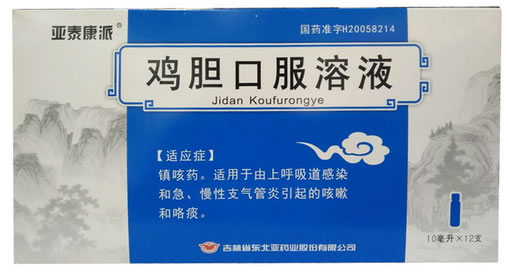 亚泰康派®
国药准字H20058214
鸡胆口服溶液
Jidan Koufurongye
【适应症】
镇咳药。适用于由上呼吸道感染
和急、慢性支气管炎引起的咳嗽
和咯痰。
10毫升×12支
吉林省东北亚药业股份有限公司